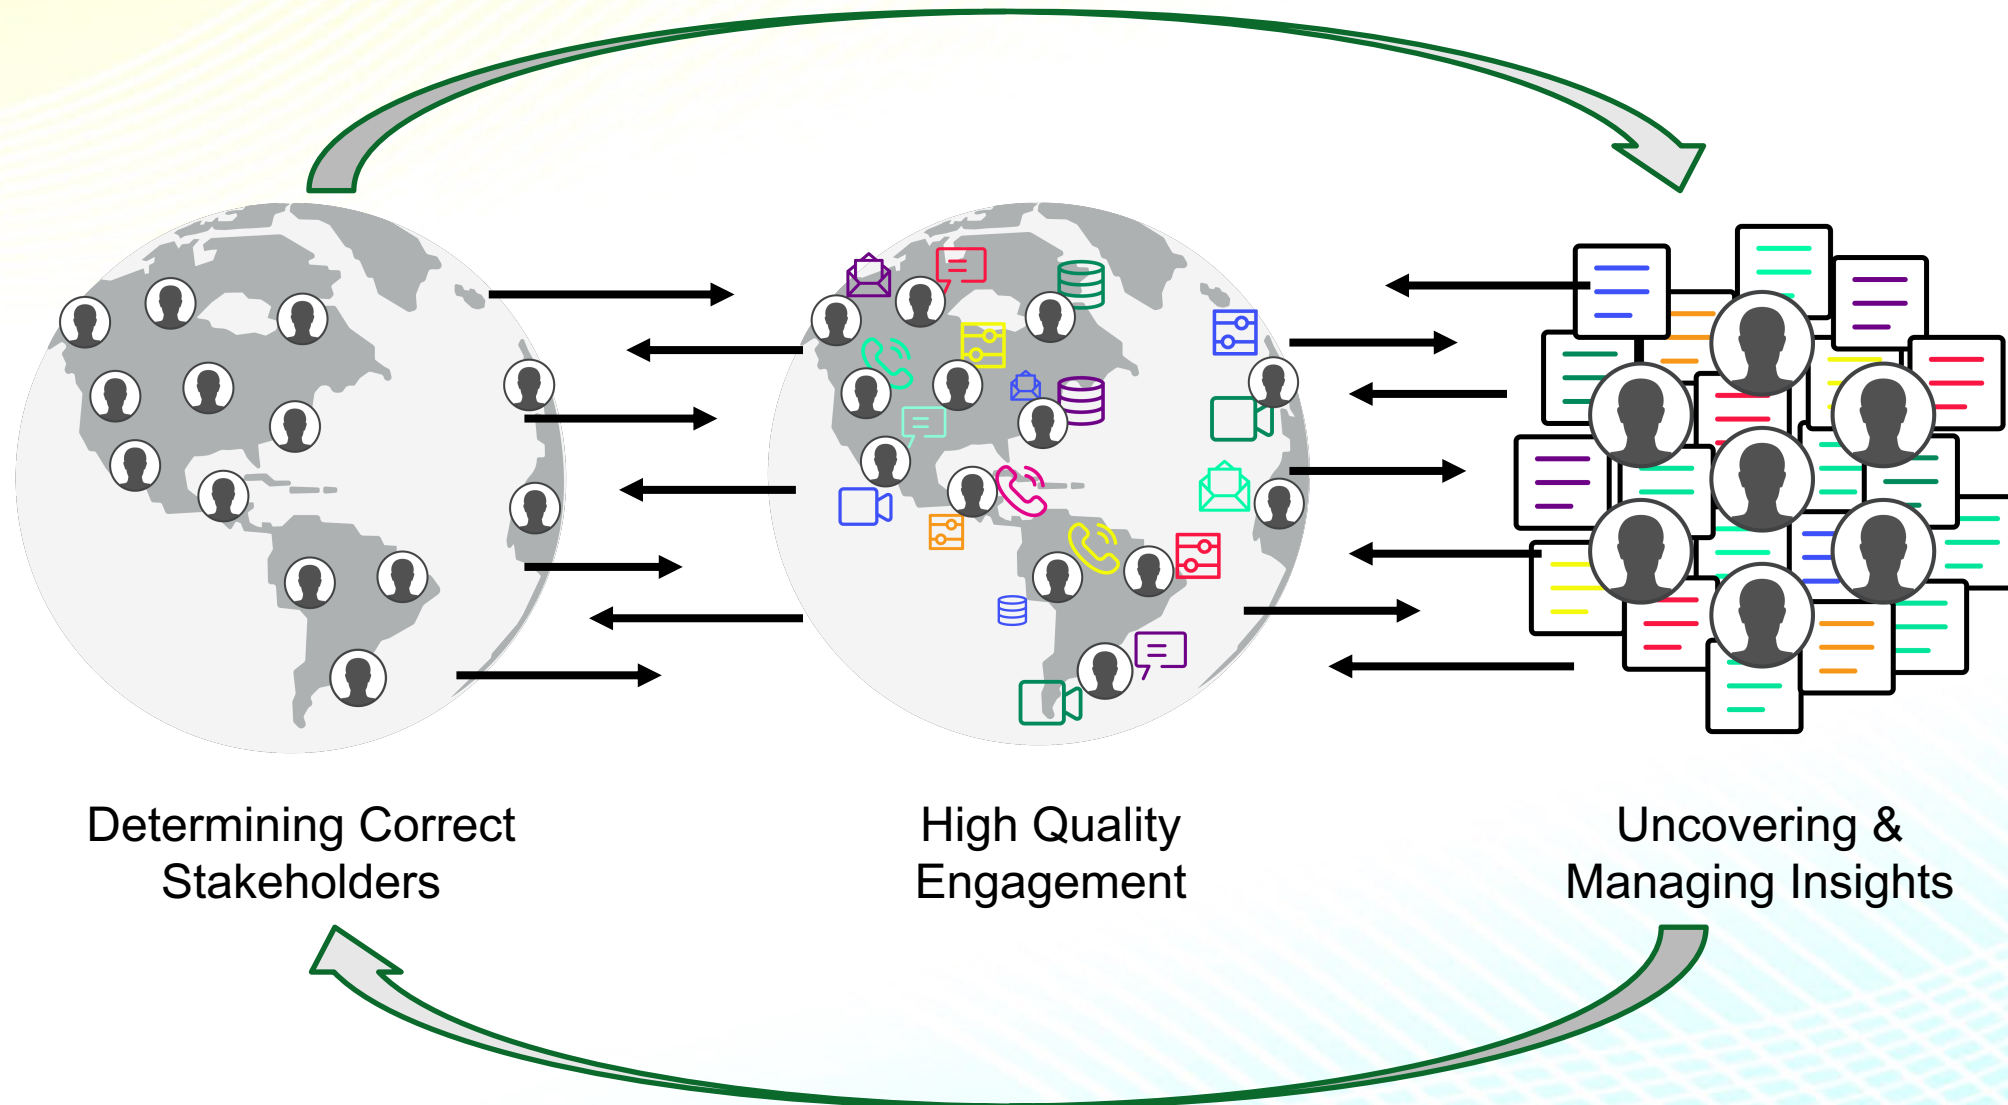 Determining Correct
Stakeholders
High Quality
Engagement
Uncovering &
Managing Insights